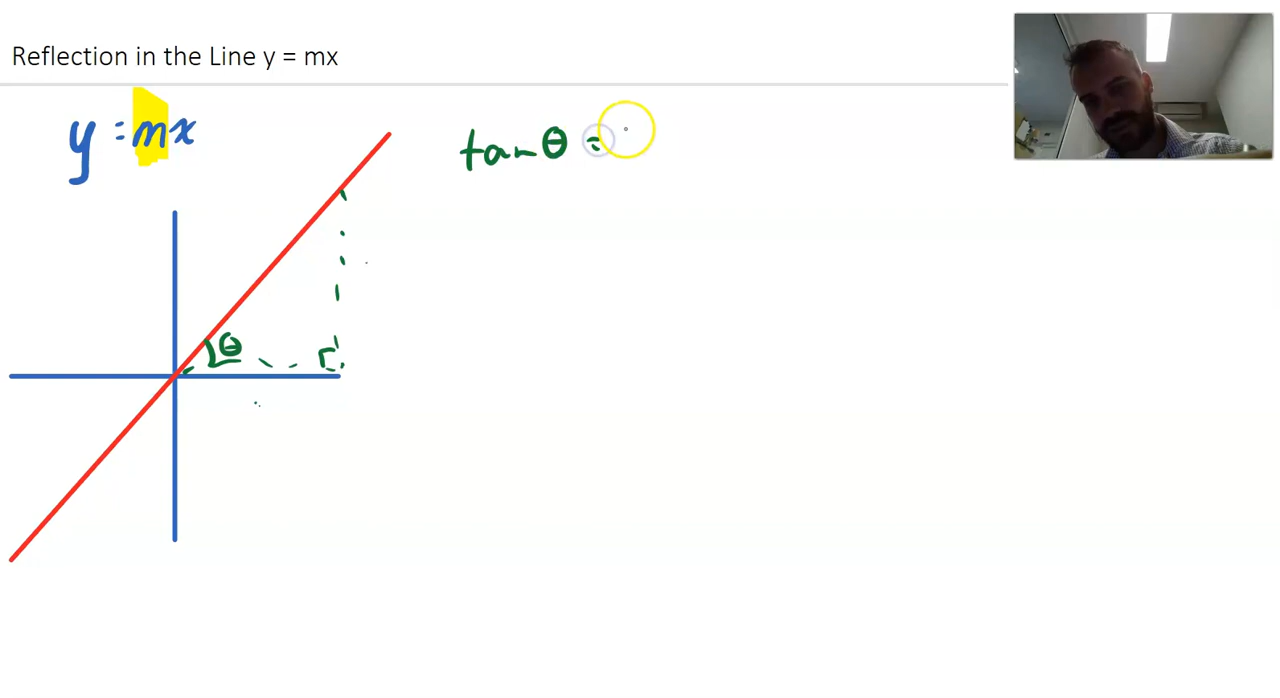 Reflection in the Line y = mx
y = mx
tan θ =
θ